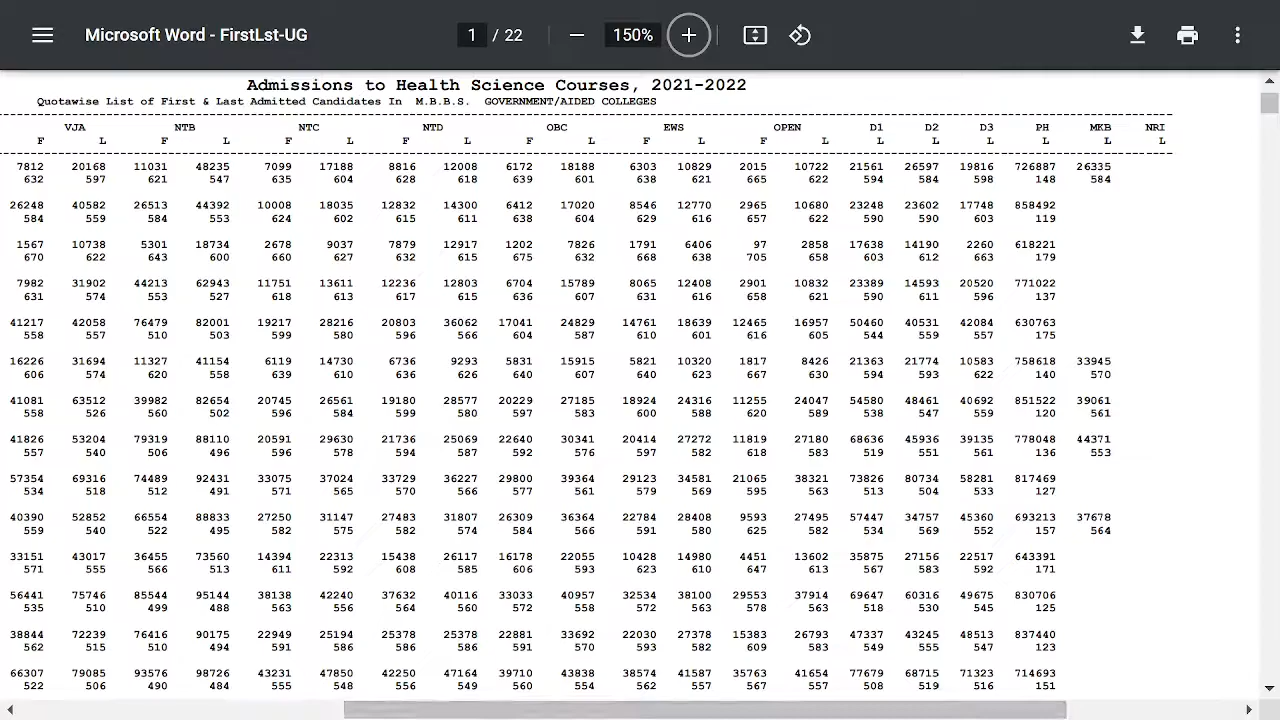 Microsoft Word - FirstLst-UG 1 / 22 150%
Admissions to Health Science Courses, 2021-2022
Quotawise List of First & Last Admitted Candidates In M.B.B.S. GOVERNMENT/AIDED COLLEGES
VJA NTB NTC NTD OBC EWS OPEN D1 D2 D3 PH MKB NRI
F L F L F L F L F L F L F L L L L L L L
7812 20168 11031 48235 7099 17188 8816 12008 6172 18188 6303 10829 2015 10722 21561 26597 19816 726887 26335
632 597 621 547 635 604 628 618 639 601 638 621 665 622 594 584 598 148 584
26248 40582 26513 44392 10008 18035 12832 14300 6412 17020 8546 12770 2965 10680 23248 23602 17748 858492
584 559 584 553 624 602 615 611 638 604 629 616 657 622 590 590 603 119
1567 10738 5301 18734 2678 9037 7879 12917 1202 7826 1791 6406 97 2858 17638 14190 2260 618221
670 622 643 600 660 627 632 615 675 632 668 638 705 658 603 612 663 179
7982 31902 44213 62943 11751 13611 12236 12803 6704 15789 8065 12408 2901 10832 23389 14593 20520 771022
631 574 553 527 618 613 617 615 636 607 631 616 658 621 590 611 596 137
41217 42058 76479 82001 19217 28216 20803 36062 17041 24829 14761 18639 12465 16957 50460 40531 42084 630763
558 557 510 503 599 580 596 566 604 587 610 601 616 605 544 559 557 175
16226 31694 11327 41154 6119 14730 6736 9293 5831 15915 5821 10320 1817 8426 21363 21774 10583 758618 33945
606 574 620 558 639 610 636 626 640 607 640 623 667 630 594 593 622 140 570
41081 63512 39982 82654 20745 26561 19180 28577 20229 27185 18924 24316 11255 24047 54580 48461 40692 851522 39061
558 526 560 502 596 584 599 580 597 583 600 588 620 589 538 547 559 120 561
41826 53204 79319 88110 20591 29630 21736 25069 22640 30341 20414 27272 11819 27180 68636 45936 39135 778048 44371
557 540 506 496 596 578 594 587 592 576 597 582 618 583 519 551 561 136 553
57354 69316 74489 92431 33075 37024 33729 36227 29800 39364 29123 34581 21065 38321 73826 80734 58281 817469
534 518 512 491 571 565 570 566 577 561 579 569 595 563 513 504 533 127
40390 52852 66554 88833 27250 31147 27483 31807 26309 36364 22784 28408 9593 27495 57447 34757 45360 693213 37678
559 540 522 495 582 575 582 574 584 566 591 580 625 582 534 569 552 157 564
33151 43017 36455 73560 14394 22313 15438 26117 16178 22055 10428 14980 4451 13602 35875 27156 22517 643391
571 555 566 513 611 592 608 585 606 593 623 610 647 613 567 583 592 171
56441 75746 85544 95144 38138 42240 37632 40116 33033 40957 32534 38100 29553 37914 69647 60316 49675 830706
535 510 499 488 563 556 564 560 572 558 572 563 578 563 518 530 545 125
38844 72239 76416 90175 22949 25194 25378 25378 22881 33692 22030 27378 15383 26793 47337 43245 48513 837440
562 515 510 494 591 586 586 586 591 570 593 582 609 583 549 555 547 123
66307 79085 93576 98726 43231 47850 42250 47164 39710 43838 38574 41587 35763 41654 77679 68715 71323 714693
522 506 490 484 555 548 556 549 560 554 562 557 567 557 508 519 516 151